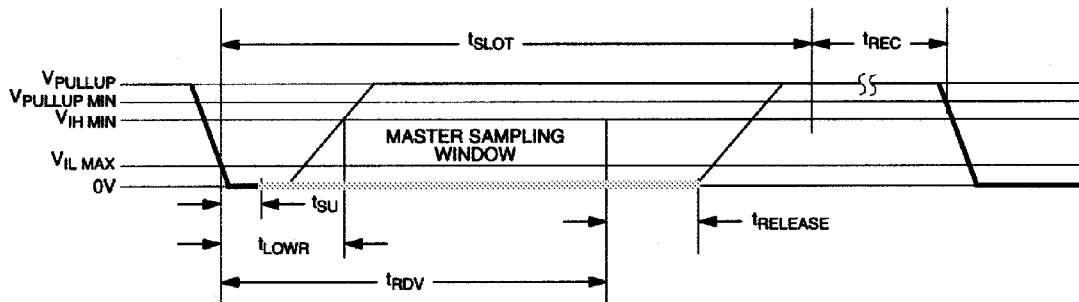 tSLOT
tREC
VPULLUP
VPULLUP MIN
VIH MIN
MASTER SAMPLING
WINDOW
VIL MAX
0V
tSU
tRELEASE
tLOWR
tRDV